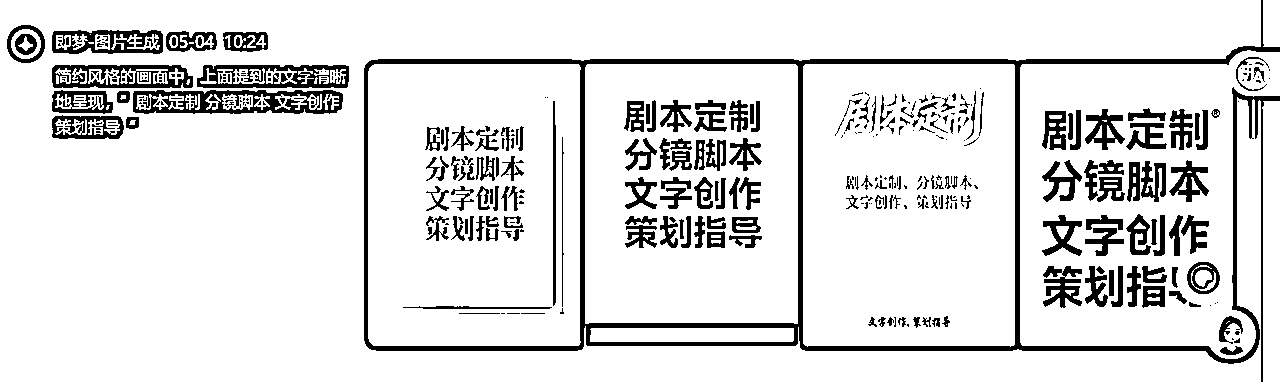 即梦-图片生成 05-04 10:24
简约风格的画面中，上面提到的文字清晰
地呈现，“ 剧本定制 分镜脚本 文字创作
策划指导 ”
剧本定制
分镜脚本
文字创作
策划指导
剧本定制
分镜脚本
文字创作
策划指导
剧本定制
剧本定制、分镜脚本、
文字创作、策划指导
文字创作, 策划指导
剧本定制®
分镜脚本
文字创作
策划指